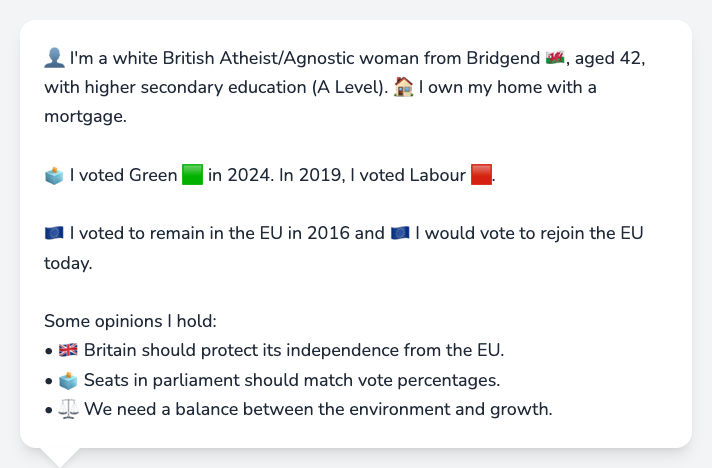 👤 I'm a white British Atheist/Agnostic woman from Bridgend 🏴󠁧󠁢󠁷󠁬󠁳󠁿, aged 42,
with higher secondary education (A Level). 🏠 I own my home with a
mortgage.
🗳️ I voted Green 🟩 in 2024. In 2019, I voted Labour 🟥.
🇪🇺 I voted to remain in the EU in 2016 and 🇪🇺 I would vote to rejoin the EU
today.
Some opinions I hold:
• 🇬🇧 Britain should protect its independence from the EU.
• 🗳️ Seats in parliament should match vote percentages.
• ⚖️ We need a balance between the environment and growth.